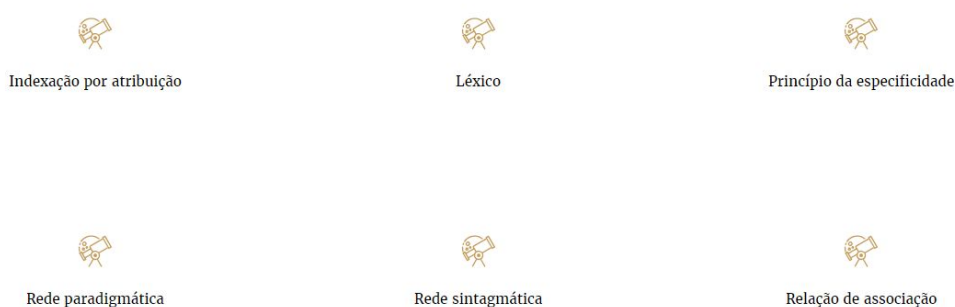 Indexação por atribuição
Léxico
Princípio da especificidade
Rede paradigmática
Rede sintagmática
Relação de associação